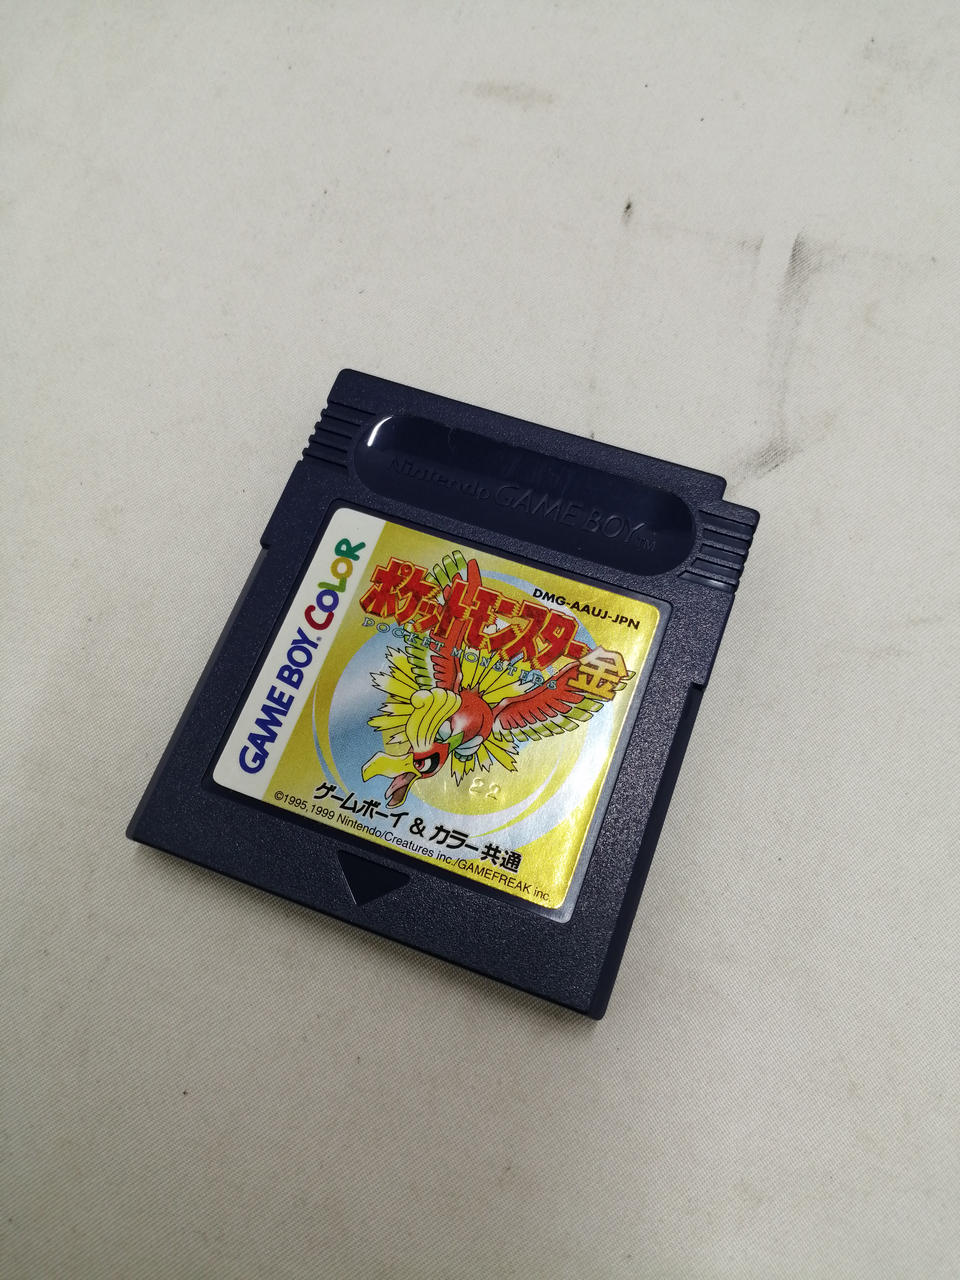 Nintendo GAME BOY TM
GAME BOY COLOR
DMG-AAUJ-JPN
ポケットモンスター金
POCKET MONSTERS
22
ゲームボーイ & カラー共通
©1995, 1999 Nintendo/Creatures inc./GAMEFREAK inc.